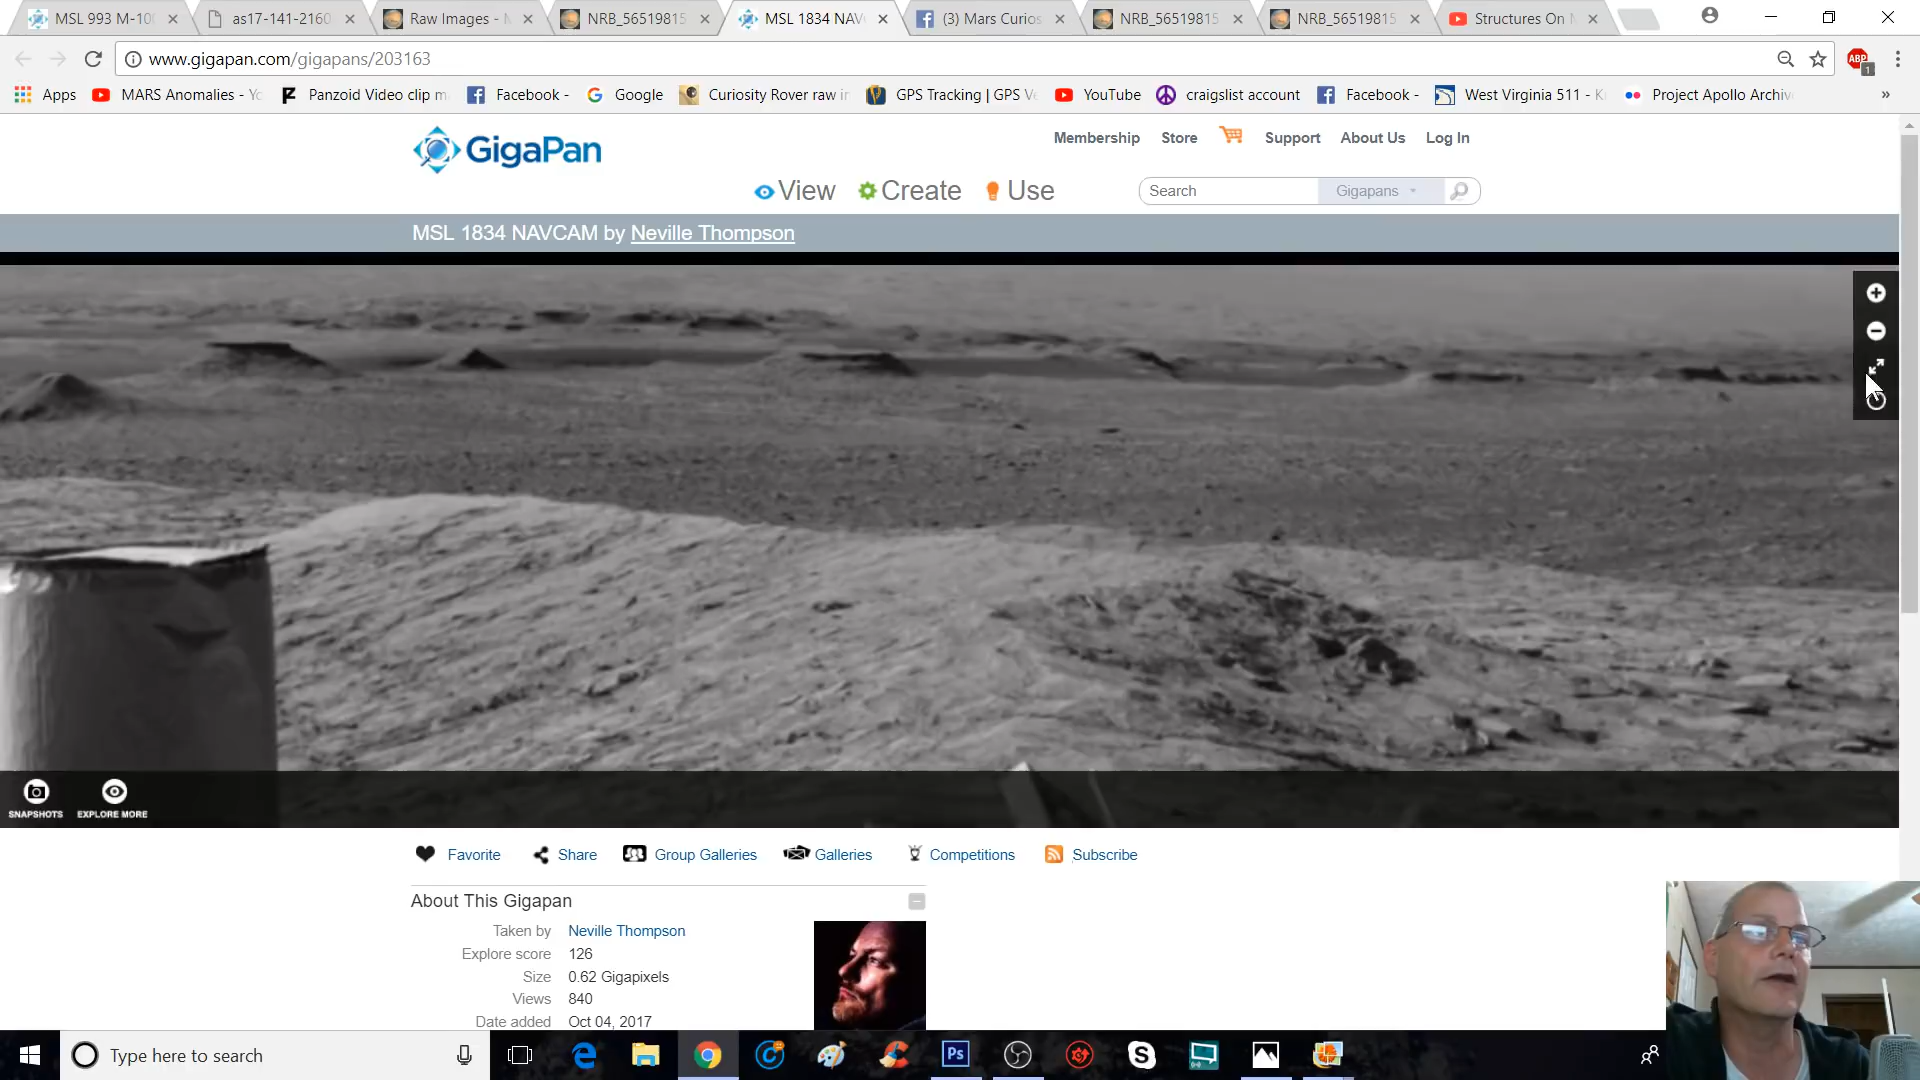 MSL 993 M-10
as17-141-2160
Raw Images - M
NRB_56519815
MSL 1834 NAV
(3) Mars Curios
NRB_56519815
NRB_56519815
Structures On M
www.gigapan.com/gigapans/203163
ABP
1
Apps
MARS Anomalies - Yo
Panzoid Video clip m
Facebook -
Google
Curiosity Rover raw im
GPS Tracking | GPS Ve
YouTube
craigslist account
Facebook -
West Virginia 511 - K
Project Apollo Archiv
»
GigaPan
Membership
Store
Support
About Us
Log In
View
Create
Use
Search
Gigapans
MSL 1834 NAVCAM by Neville Thompson
SNAPSHOTS
EXPLORE MORE
Favorite
Share
Group Galleries
Galleries
Competitions
Subscribe
About This Gigapan
Taken by Neville Thompson
Explore score 126
Size 0.62 Gigapixels
Views 840
Date added Oct 04, 2017
Type here to search
Ps